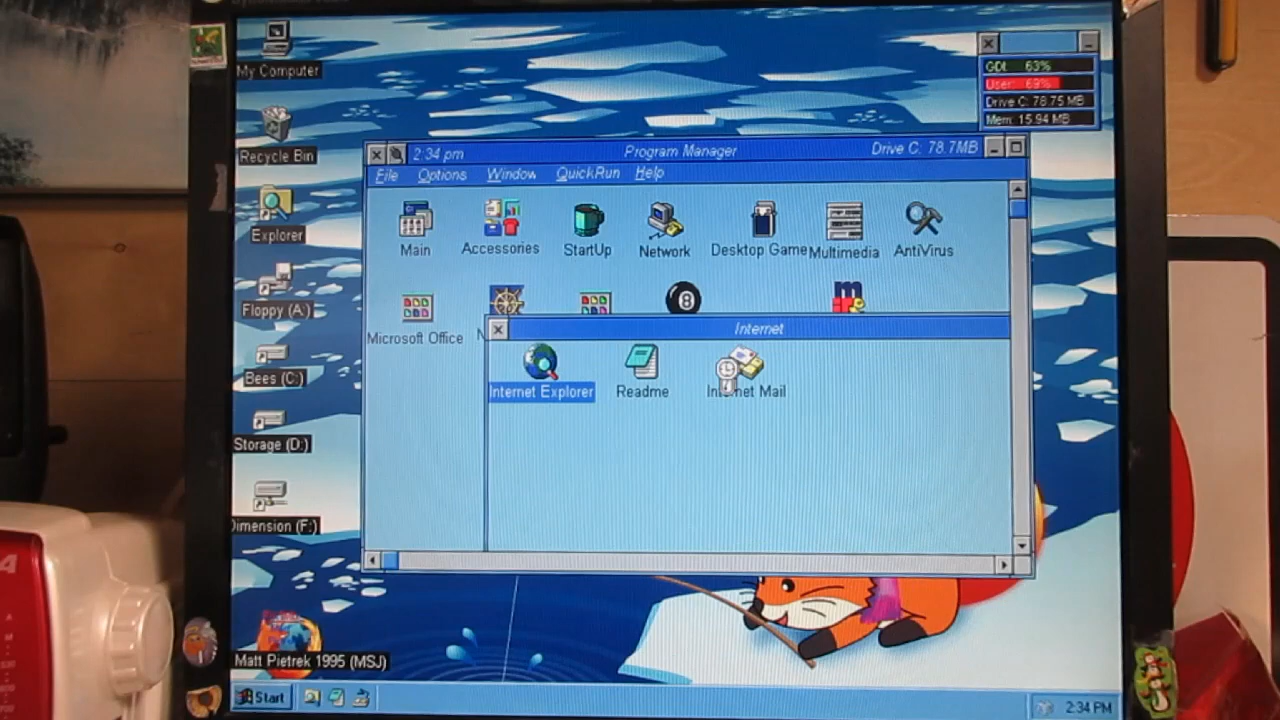 My Computer
Recycle Bin
Explorer
Floppy (A:)
Bees (C:)
Storage (D:)
Dimension (F:)
Matt Pietrek 1995 (MSJ)
GDI: 63%
User: 69%
Drive C: 78.75 MB
Mem: 15.94 MB
2:34 pm Program Manager Drive C: 78.7MB
File Options Window QuickRun Help
Main Accessories StartUp Network Desktop Game Multimedia AntiVirus
Microsoft Office N
Internet
Internet Explorer Readme Internet Mail
Start 2:34 PM